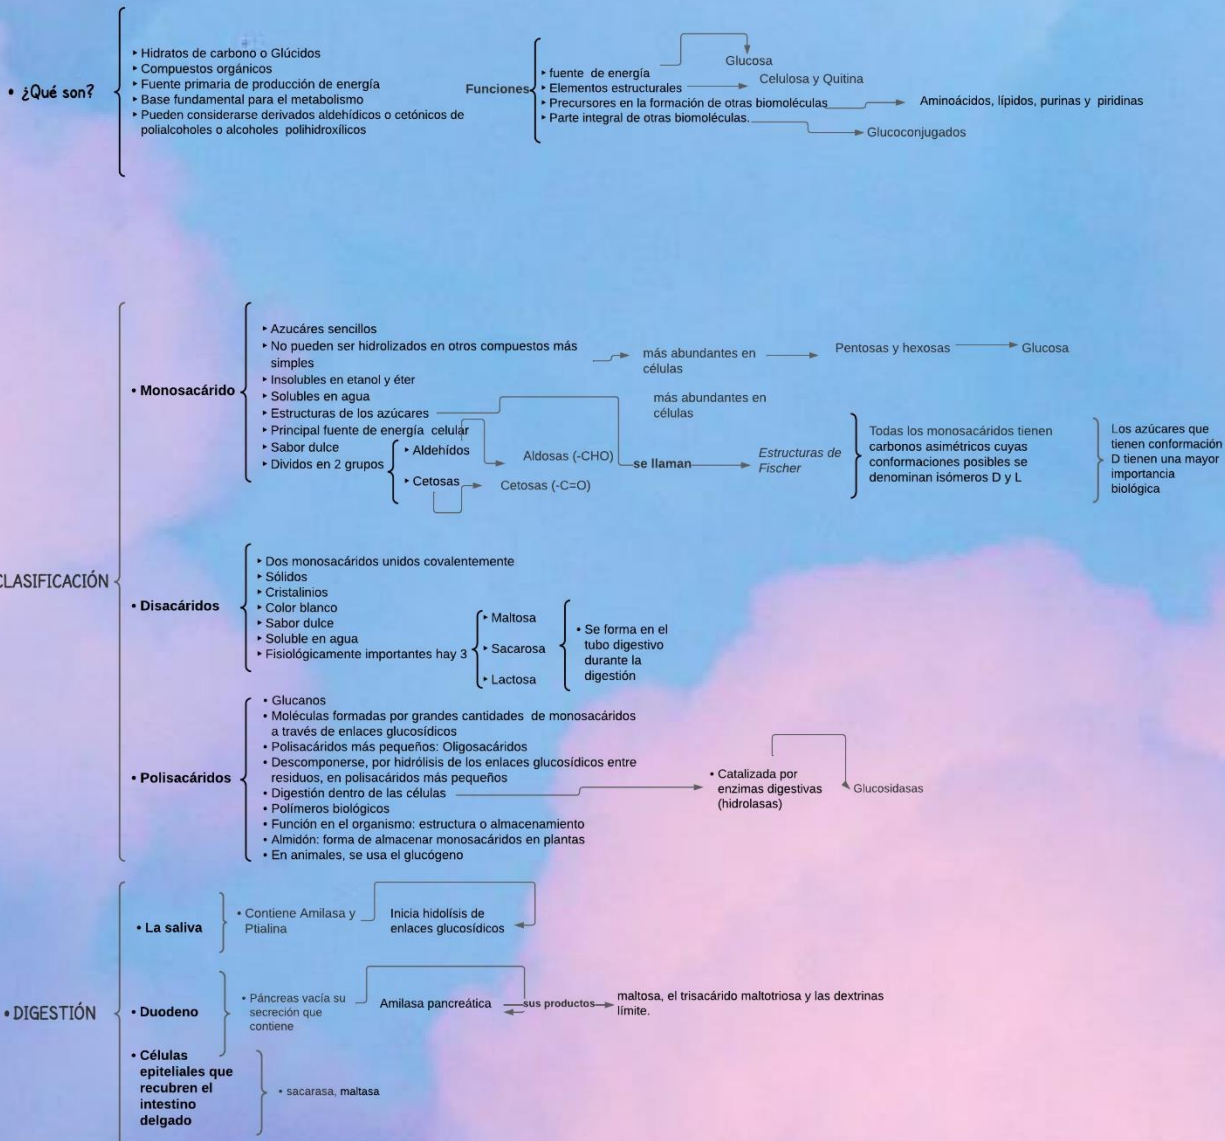 • ¿Qué son?
‣ Hidratos de carbono o Glúcidos
‣ Compuestos orgánicos
‣ Fuente primaria de producción de energía
‣ Base fundamental para el metabolismo
‣ Pueden considerarse derivados aldehídicos o cetónicos de
polialcoholes o alcoholes polihidroxílicos
Funciones
‣ fuente de energía
Glucosa
‣ Elementos estructurales
Celulosa y Quitina
‣ Precursores en la formación de otras biomoléculas
Aminoácidos, lípidos, purinas y piridinas
‣ Parte integral de otras biomoléculas.
Glucoconjugados
CLASIFICACIÓN
• Monosacárido
‣ Azucáres sencillos
‣ No pueden ser hidrolizados en otros compuestos más
simples
‣ Insolubles en etanol y éter
‣ Solubles en agua
‣ Estructuras de los azúcares
‣ Principal fuente de energía celular
‣ Sabor dulce
‣ Dividos en 2 grupos
más abundantes en
células
Pentosas y hexosas
Glucosa
más abundantes en
células
‣ Aldehídos
‣ Cetosas
Aldosas (-CHO)
Cetosas (-C=O)
se llaman
Estructuras de
Fischer
Todas los monosacáridos tienen
carbonos asimétricos cuyas
conformaciones posibles se
denominan isómeros D y L
Los azúcares que
tienen conformación
D tienen una mayor
importancia
biológica
• Disacáridos
‣ Dos monosacáridos unidos covalentemente
‣ Sólidos
‣ Cristalinios
‣ Color blanco
‣ Sabor dulce
‣ Soluble en agua
‣ Fisiológicamente importantes hay 3
‣ Maltosa
‣ Sacarosa
‣ Lactosa
• Se forma en el
tubo digestivo
durante la
digestión
• Polisacáridos
• Glucanos
• Moléculas formadas por grandes cantidades de monosacáridos
a través de enlaces glucosídicos
• Polisacáridos más pequeños: Oligosacáridos
• Descomponerse, por hidrólisis de los enlaces glucosídicos entre
residuos, en polisacáridos más pequeños
• Digestión dentro de las células
• Polímeros biológicos
• Función en el organismo: estructura o almacenamiento
• Almidón: forma de almacenar monosacáridos en plantas
• En animales, se usa el glucógeno
• Catalizada por
enzimas digestivas
(hidrolasas)
Glucosidasas
• DIGESTIÓN
• La saliva
• Contiene Amilasa y
Ptialina
Inicia hidolísis de
enlaces glucosídicos
• Duodeno
• Páncreas vacía su
secreción que
contiene
Amilasa pancreática
sus productos
maltosa, el trisacárido maltotriosa y las dextrinas
límite.
• Células
epiteliales que
recubren el
intestino
delgado
• sacarasa, maltasa